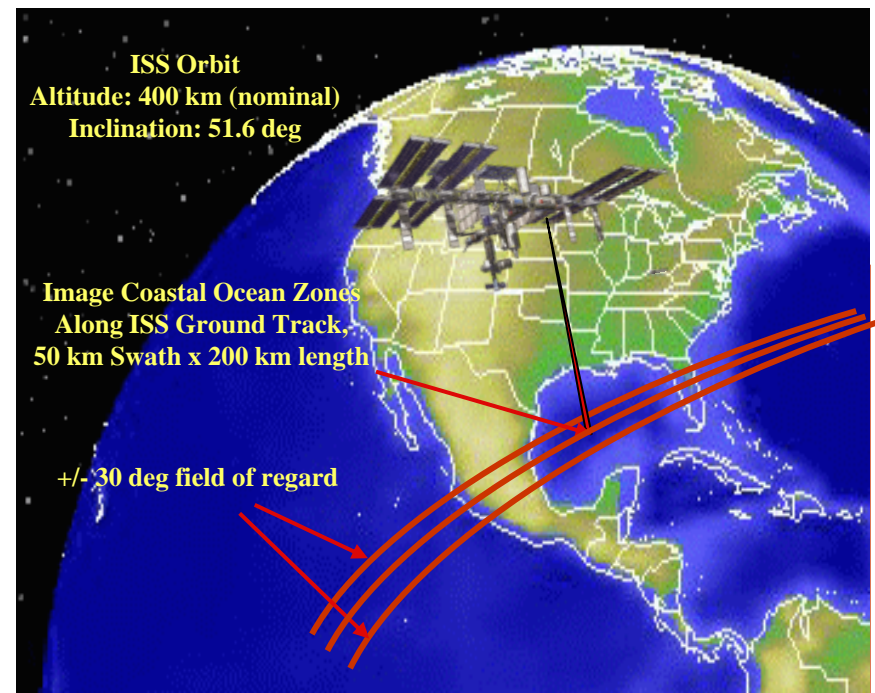 ISS Orbit
Altitude: 400 km (nominal)
Inclination: 51.6 deg
Image Coastal Ocean Zones
Along ISS Ground Track,
50 km Swath x 200 km length
+/- 30 deg field of regard